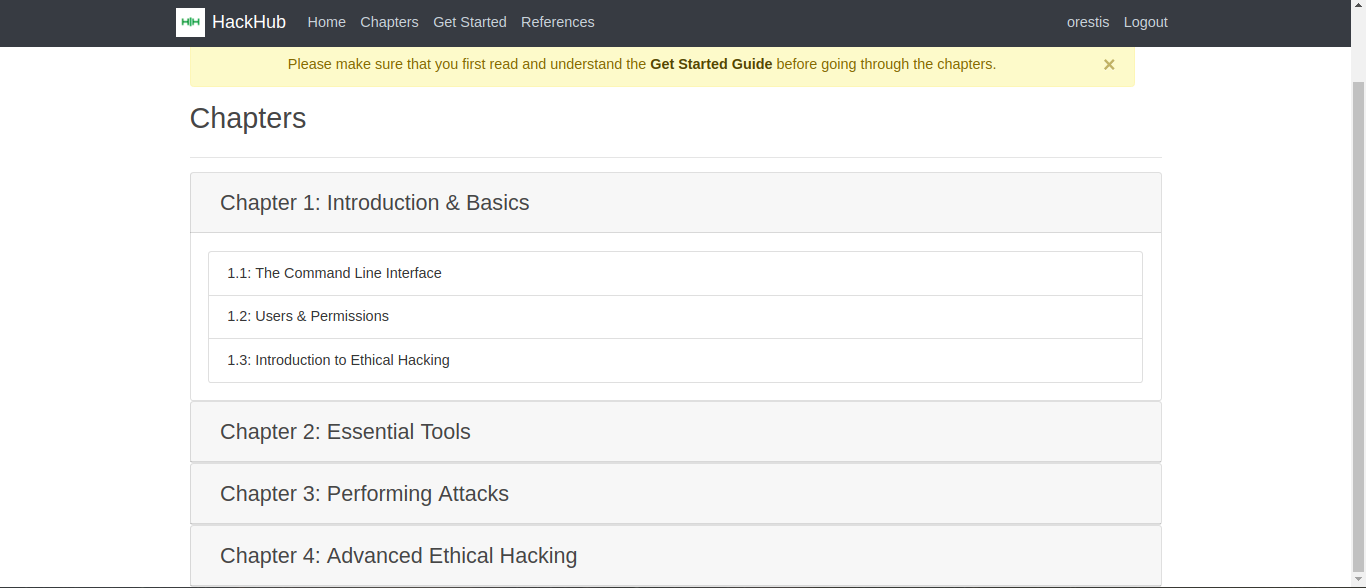 HH HackHub Home Chapters Get Started References orestis Logout
Please make sure that you first read and understand the Get Started Guide before going through the chapters. ×
Chapters
Chapter 1: Introduction & Basics
1.1: The Command Line Interface
1.2: Users & Permissions
1.3: Introduction to Ethical Hacking
Chapter 2: Essential Tools
Chapter 3: Performing Attacks
Chapter 4: Advanced Ethical Hacking